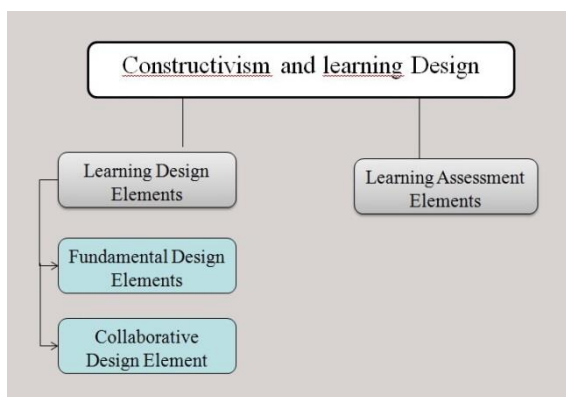 Constructivism and learning Design
Learning Design
Elements
Learning Assessment
Elements
Fundamental Design
Elements
Collaborative
Design Element